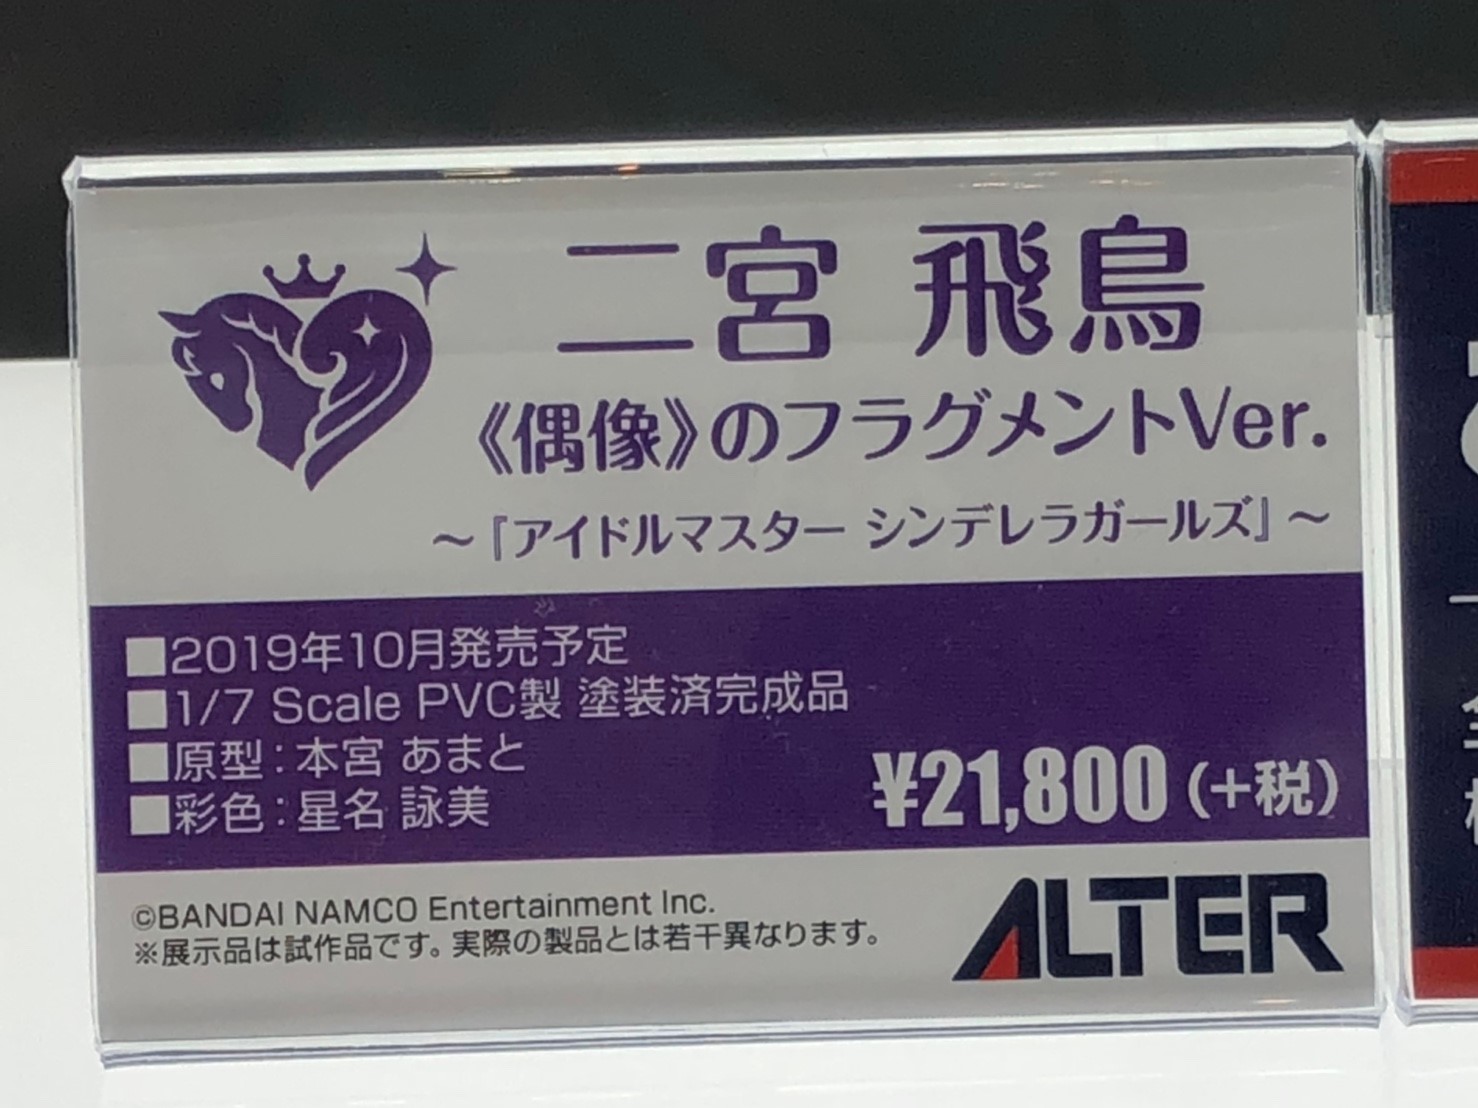 二宮 飛鳥
《偶像》のフラグメントVer.
～『アイドルマスター シンデレラガールズ』～
■2019年10月発売予定
■1/7 Scale PVC製 塗装済完成品
■原型：本宮 あまと
■彩色：星名 詠美
¥21,800（+税）
©BANDAI NAMCO Entertainment Inc.
※展示品は試作品です。実際の製品とは若干異なります。
ALTER